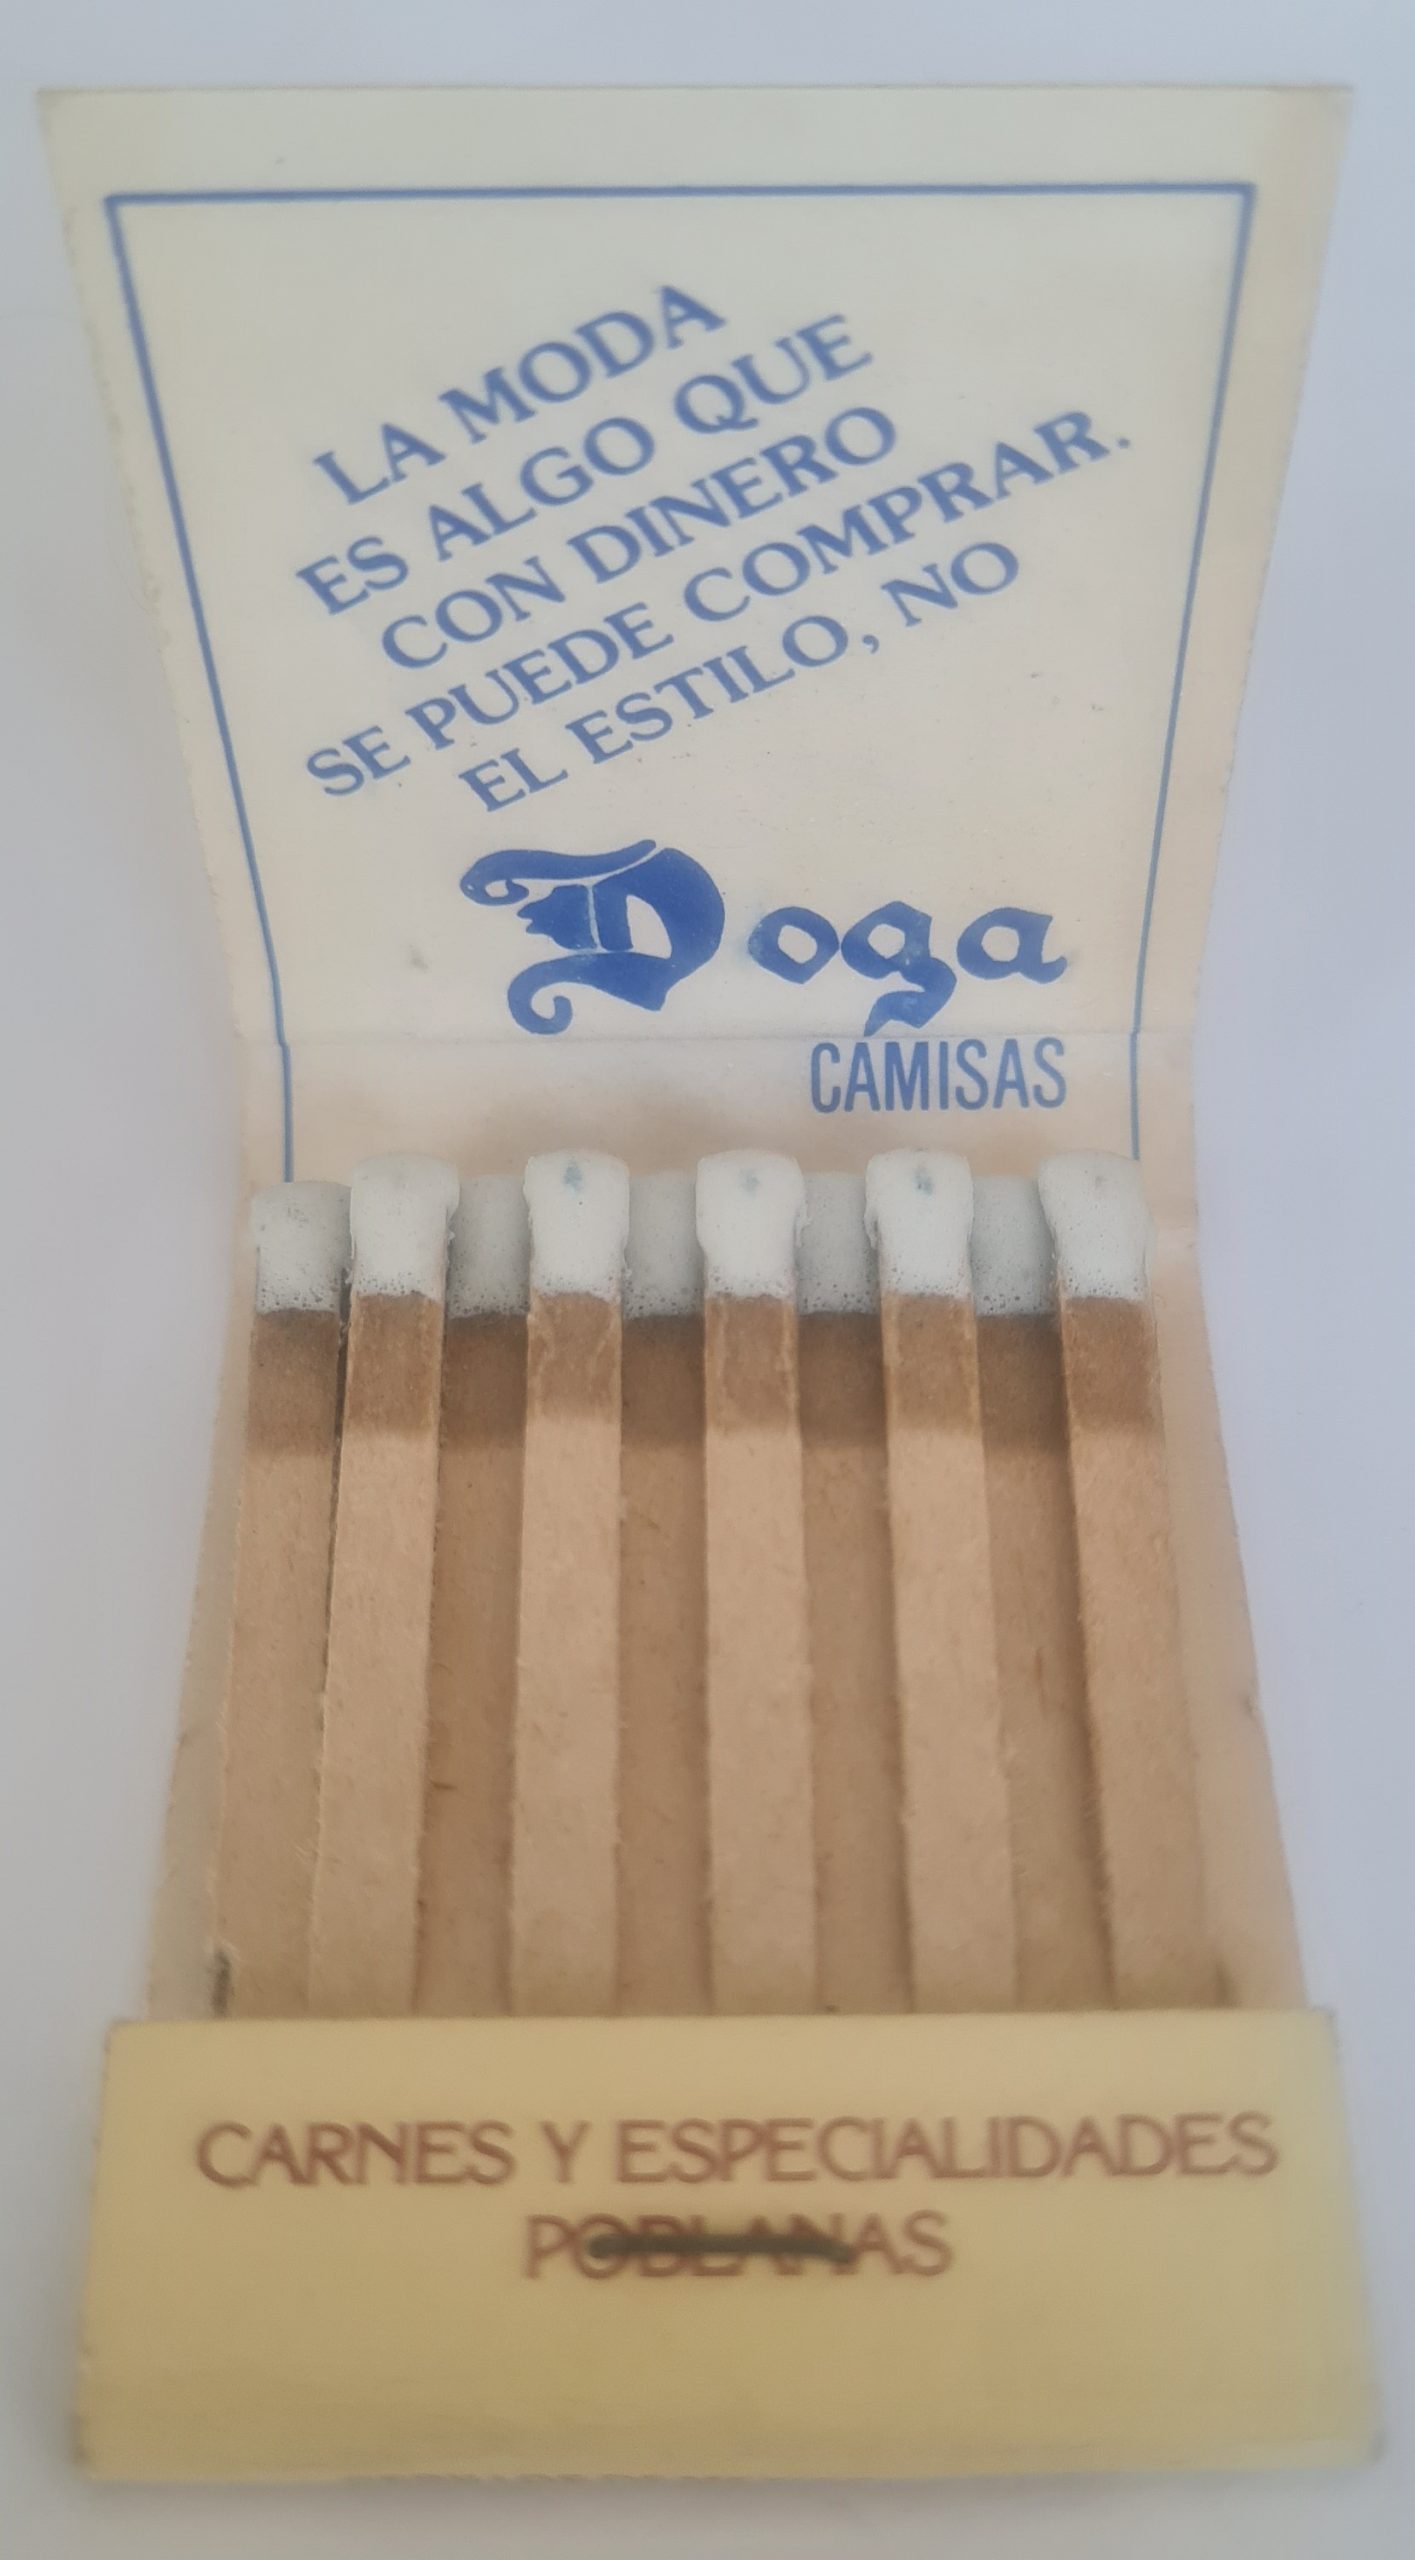 LA MODA
ES ALGO QUE
CON DINERO
SE PUEDE COMPRAR.
EL ESTILO, NO
Doga
CAMISAS
CARNES Y ESPECIALIDADES
POBLANAS